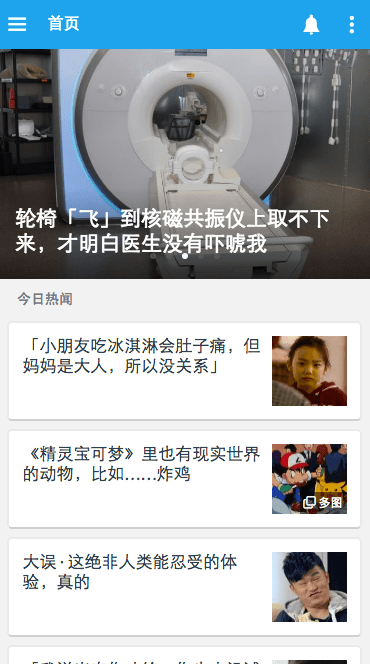 首页
轮椅「飞」到核磁共振仪上取不下
来，才明白医生没有吓唬我
今日热闻
「小朋友吃冰淇淋会肚子痛，但
妈妈是大人，所以没关系」
《精灵宝可梦》里也有现实世界
的动物，比如……炸鸡
多图
大误 · 这绝非人类能忍受的体
验，真的